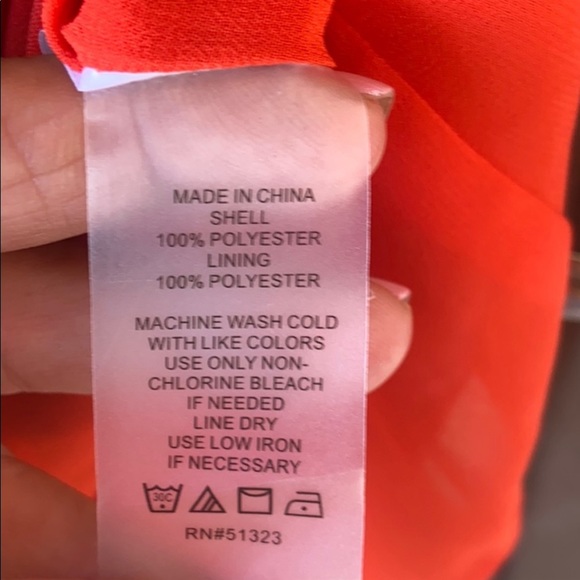 MADE IN CHINA
SHELL
100% POLYESTER
LINING
100% POLYESTER
MACHINE WASH COLD
WITH LIKE COLORS
USE ONLY NON-
CHLORINE BLEACH
IF NEEDED
LINE DRY
USE LOW IRON
IF NECESSARY
30C
RN#51323